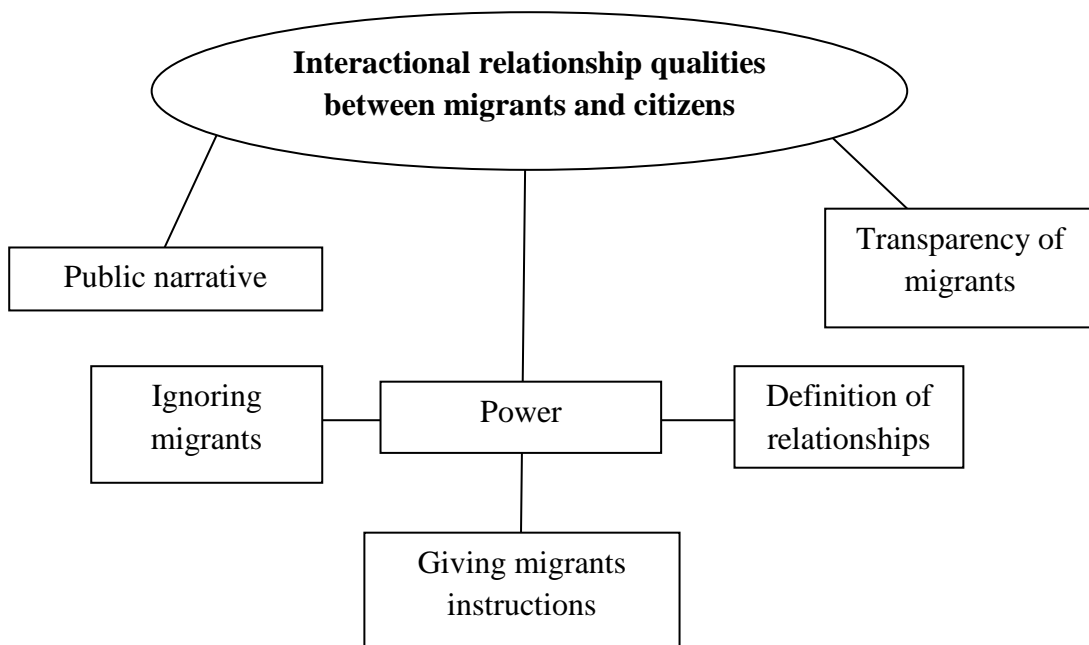 Interactional relationship qualities
between migrants and citizens
Public narrative
Transparency of
migrants
Ignoring
migrants
Power
Definition of
relationships
Giving migrants
instructions